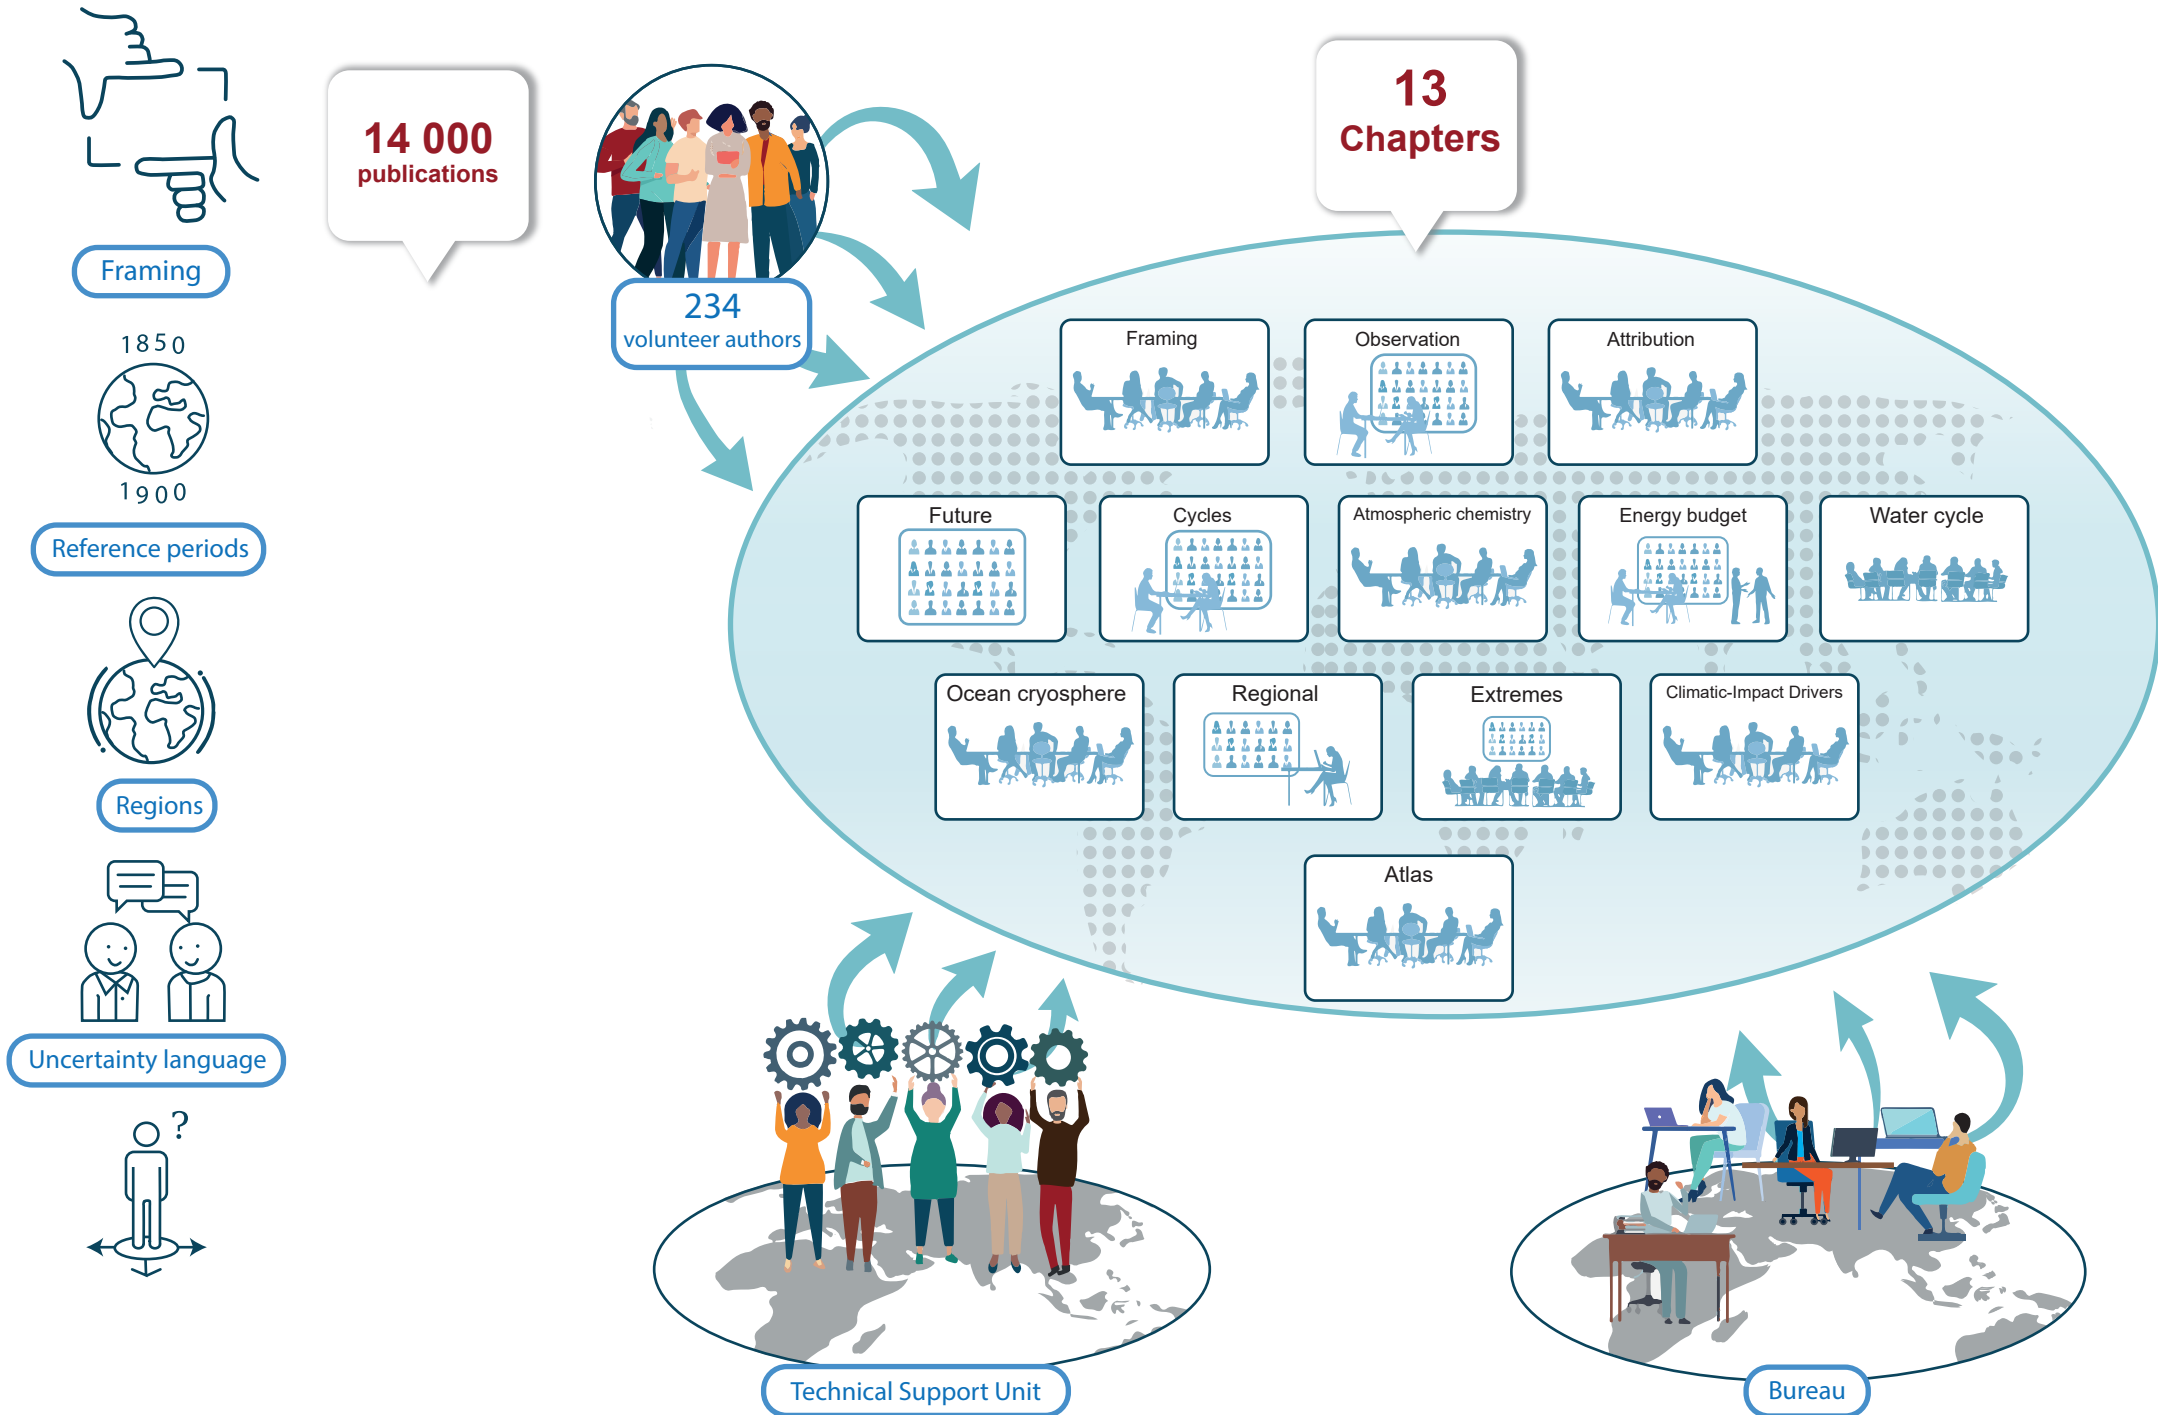 Framing
1850
1900
Reference periods
Regions
Uncertainty language
?
14 000
publications
234
volunteer authors
13
Chapters
Framing
Observation
Attribution
Future
Cycles
Atmospheric chemistry
Energy budget
Water cycle
Ocean cryosphere
Regional
Extremes
Climatic-Impact Drivers
Atlas
Technical Support Unit
Bureau